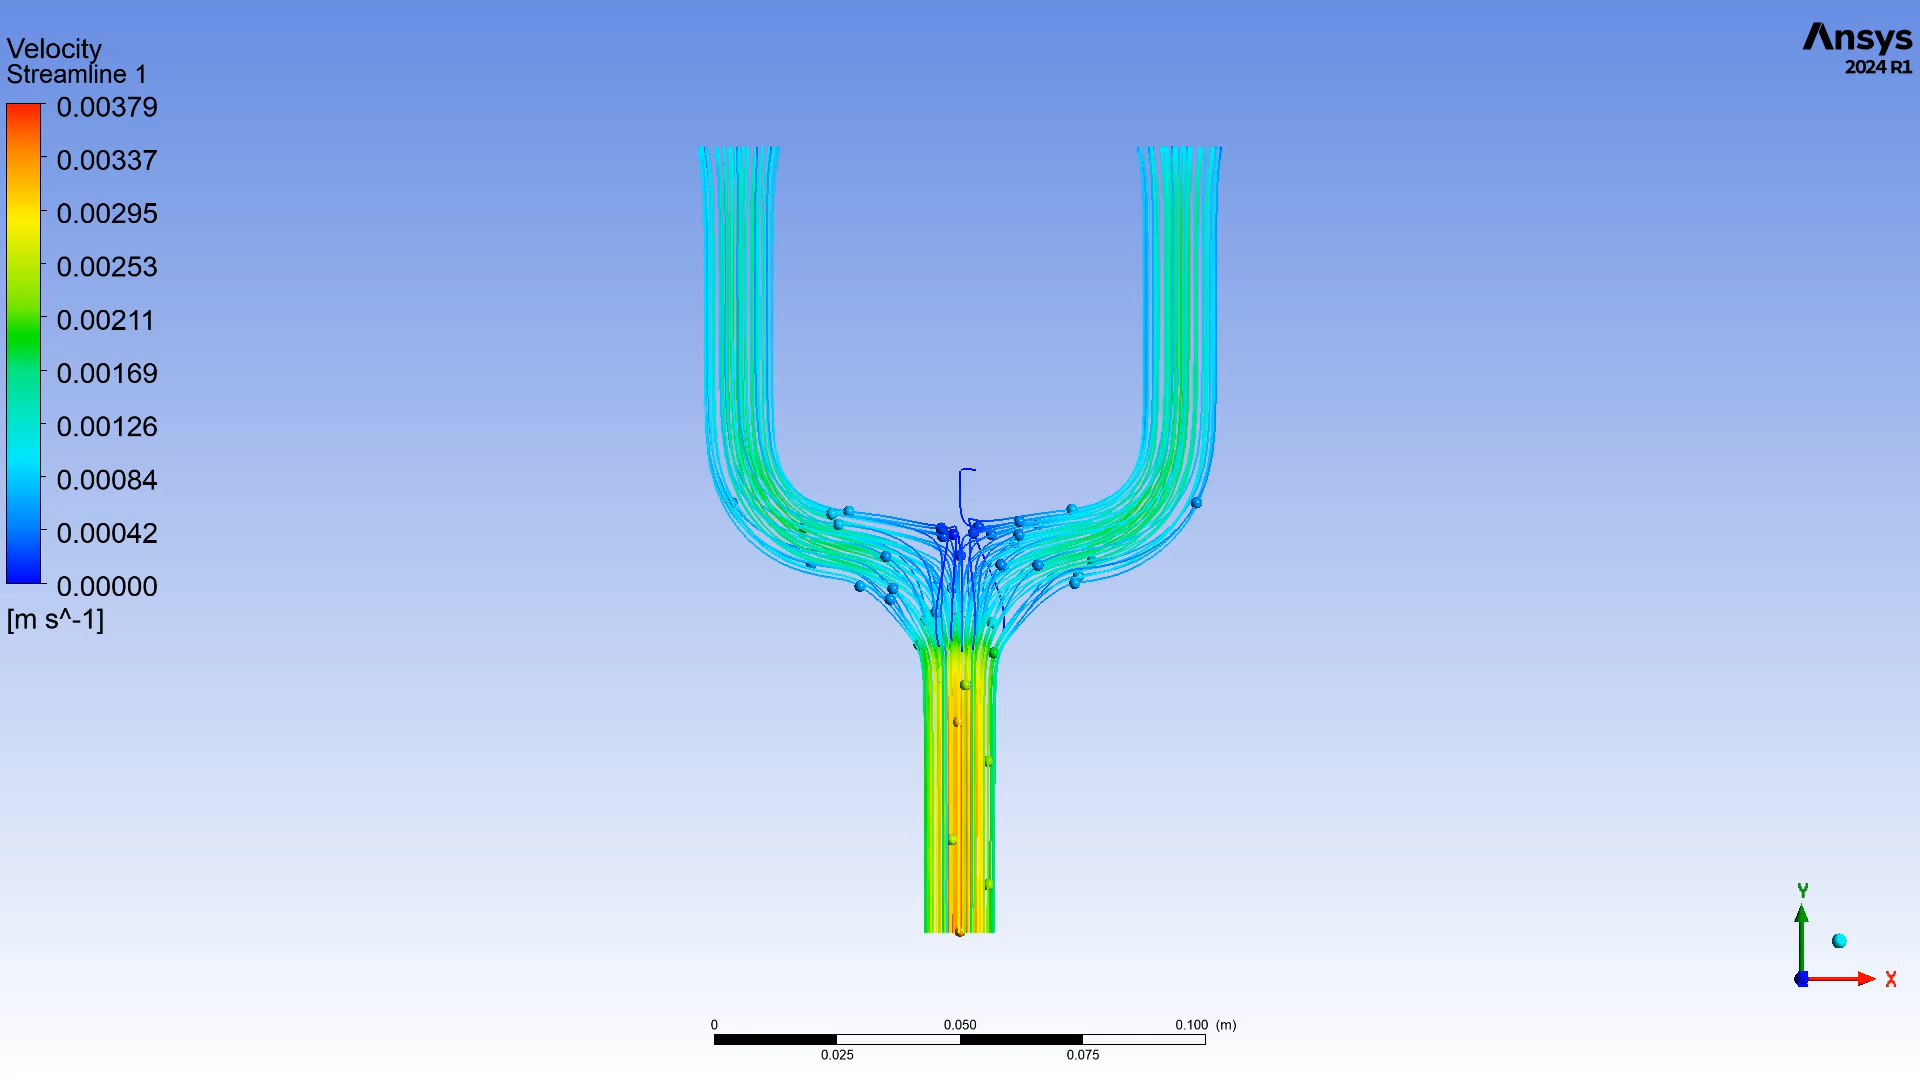 Velocity
Streamline 1
0.00379
0.00337
0.00295
0.00253
0.00211
0.00169
0.00126
0.00084
0.00042
0.00000
[m s^-1]
Ansys
2024 R1
Y
X
0 0.050 0.100 (m)
0.025 0.075